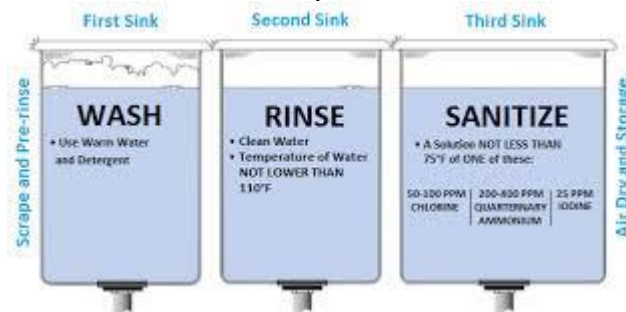 First Sink
Second Sink
Third Sink
Scrape and Pre-rinse
WASH
• Use Warm Water
and Detergent
RINSE
• Clean Water
• Temperature of Water
NOT LOWER THAN
110°F
SANITIZE
• A Solution NOT LESS THAN
75°F of ONE of these:
50-100 PPM
CHLORINE
200-400 PPM
QUARTERNARY
AMMONIUM
25 PPM
IODINE
Air Dry and Storage